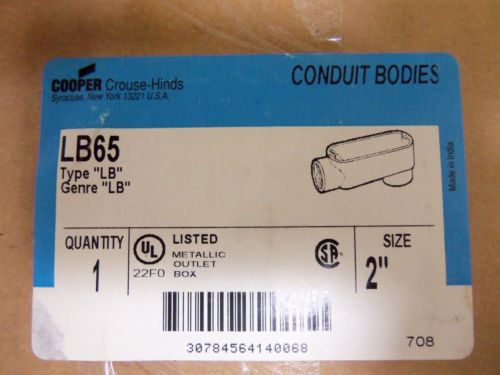 COOPER Crouse-Hinds
Syracuse, New York 13221 U.S.A.
CONDUIT BODIES
LB65
Type "LB"
Genre "LB"
Made in India
QUANTITY
1
UL
22F0
LISTED
METALLIC
OUTLET
BOX
SA
SIZE
2"
30784564140068
708